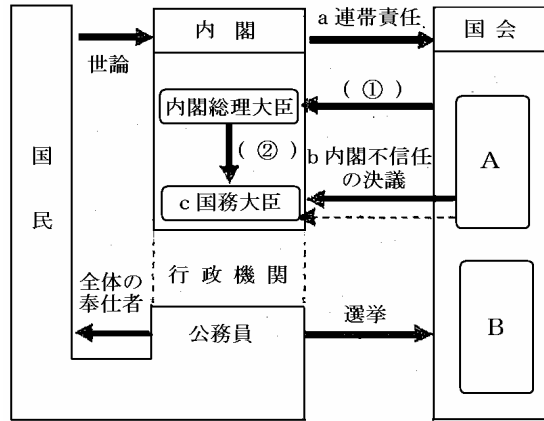 内閣
a 連帯責任
国会
世論
内閣総理大臣
( ① )
( ② )
b 内閣不信任
の決議
A
c 国務大臣
国
民
行政機関
全体の
奉仕者
公務員
選挙
B